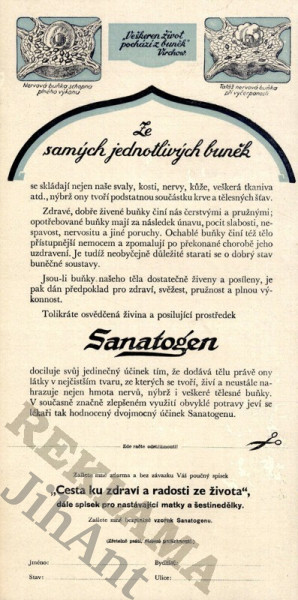 „Veškeren život
pochází z buněk"
Virchow
Nervová buňka schopna
plného výkonu
Tatáž nervová buňka
při vyčerpanosti
Ze
samých jednotlivých buněk
se skládají nejen naše svaly, kosti, nervy, kůže, veškerá tkaniva
atd., nýbrž ony tvoří podstatnou součástku krve a tělesných šťav.
Zdravé, dobře živené buňky činí nás čerstvými a pružnými;
opotřebované buňky mají za následek únavu, pocit slabosti, ne-
spavost, nervositu a jiné poruchy. Ochablé buňky činí též tělo
přístupnější nemocem a zpomalují po překonané chorobě jeho
uzdravení. Je tudíž neobyčejně důležité starati se o dobrý stav
buněčné soustavy.
Jsou-li buňky našeho těla dostatečně živeny a posíleny, je
pak dán předpoklad pro zdraví, svěžest, pružnost a plnou vý-
konnost.
Tolikráte osvědčená živina a posilující prostředek
Sanatogen
dociluje svůj jedinečný účinek tím, že dodává tělu právě ony
látky v nejčistším tvaru, ze kterých se tvoří, živí a neustále na-
hrazuje nejen hmota nervů, nýbrž i veškeré tělesné buňky.
V současně značně zlepšeném využití obvyklé potravy jeví se
lékaři tak hodnocený dvojmocný účinek Sanatogenu.
Zde račte odstřihnouti!
Zašlete mně zdarma a bez závazku Váš poučný spisek
„Cesta ku zdraví a radosti ze života",
dále spisek pro nastávající matky a šestinedělky.
Zašlete mně bezplatně vzorek Sanatogenu.
Jméno: Bydliště:
Stav: Ulice:
REKLAMA
JihAnt